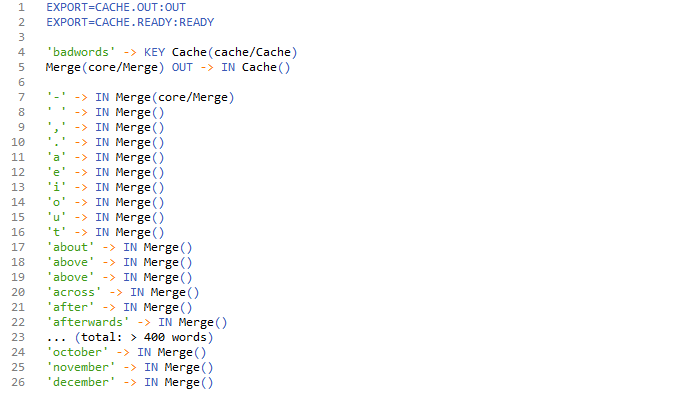 1 EXPORT=CACHE.OUT:OUT
2 EXPORT=CACHE.READY:READY
3
4 'badwords' -> KEY Cache(cache/Cache)
5 Merge(core/Merge) OUT -> IN Cache()
6
7 '-' -> IN Merge(core/Merge)
8 ' ' -> IN Merge()
9 ',' -> IN Merge()
10 '.' -> IN Merge()
11 'a' -> IN Merge()
12 'e' -> IN Merge()
13 'i' -> IN Merge()
14 'o' -> IN Merge()
15 'u' -> IN Merge()
16 't' -> IN Merge()
17 'about' -> IN Merge()
18 'above' -> IN Merge()
19 'above' -> IN Merge()
20 'across' -> IN Merge()
21 'after' -> IN Merge()
22 'afterwards' -> IN Merge()
23 ... (total: > 400 words)
24 'october' -> IN Merge()
25 'november' -> IN Merge()
26 'december' -> IN Merge()